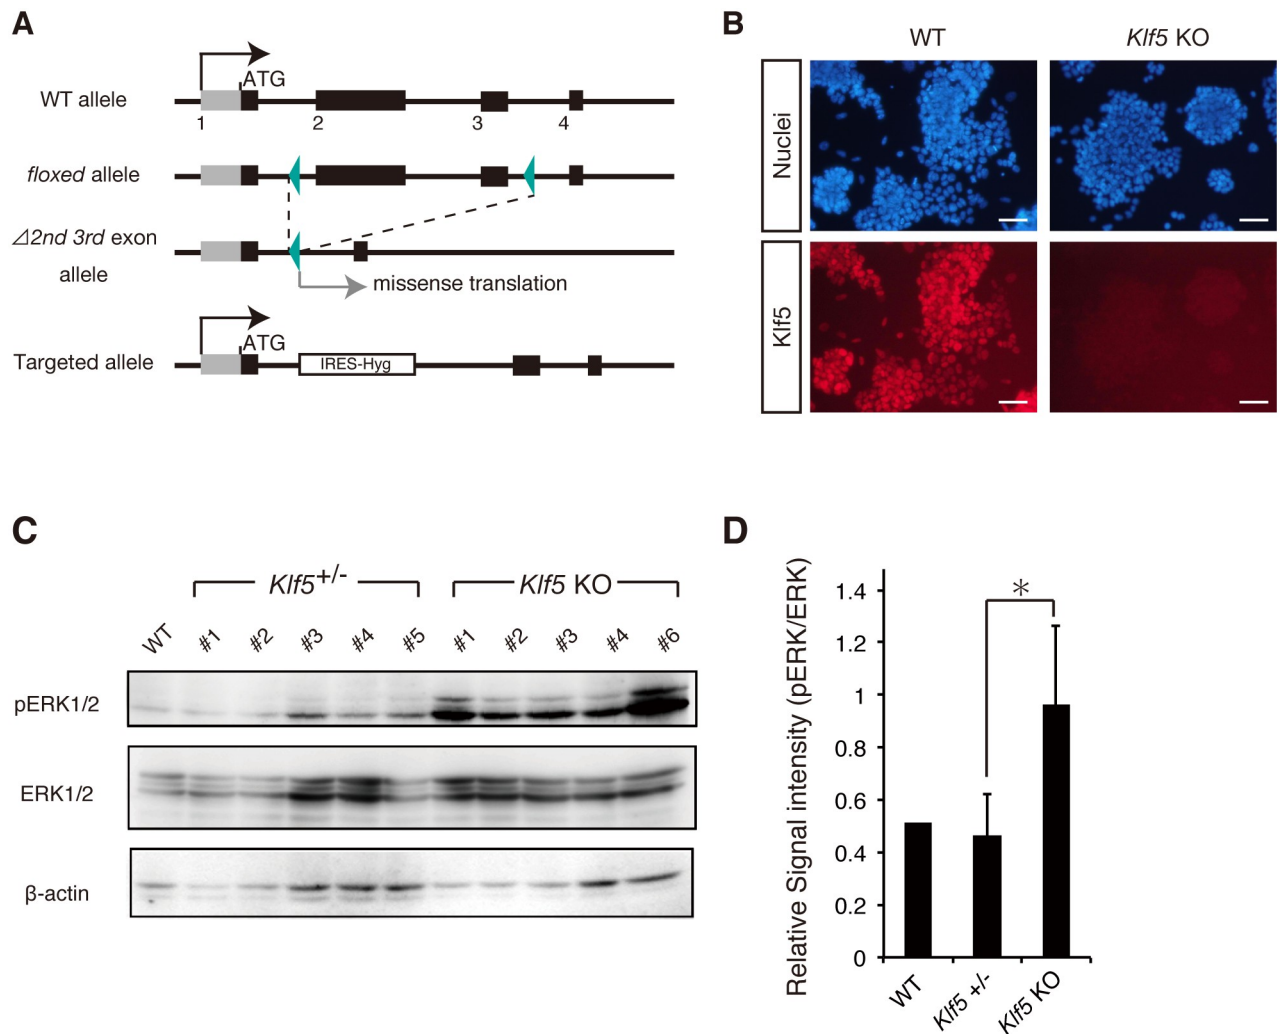 A
ATG
WT allele
1 2 3 4
floxed allele
Δ2nd 3rd exon
allele
missense translation
ATG
Targeted allele
IRES-Hyg
B
WT Klf5 KO
Nuclei
Klf5
C
Klf5+/- Klf5 KO
WT #1 #2 #3 #4 #5 #1 #2 #3 #4 #6
pERK1/2
ERK1/2
β-actin
D
Relative Signal intensity (pERK/ERK)
1.4
1.2
1
0.8
0.6
0.4
0.2
0
*
WT Klf5 +/- Klf5 KO